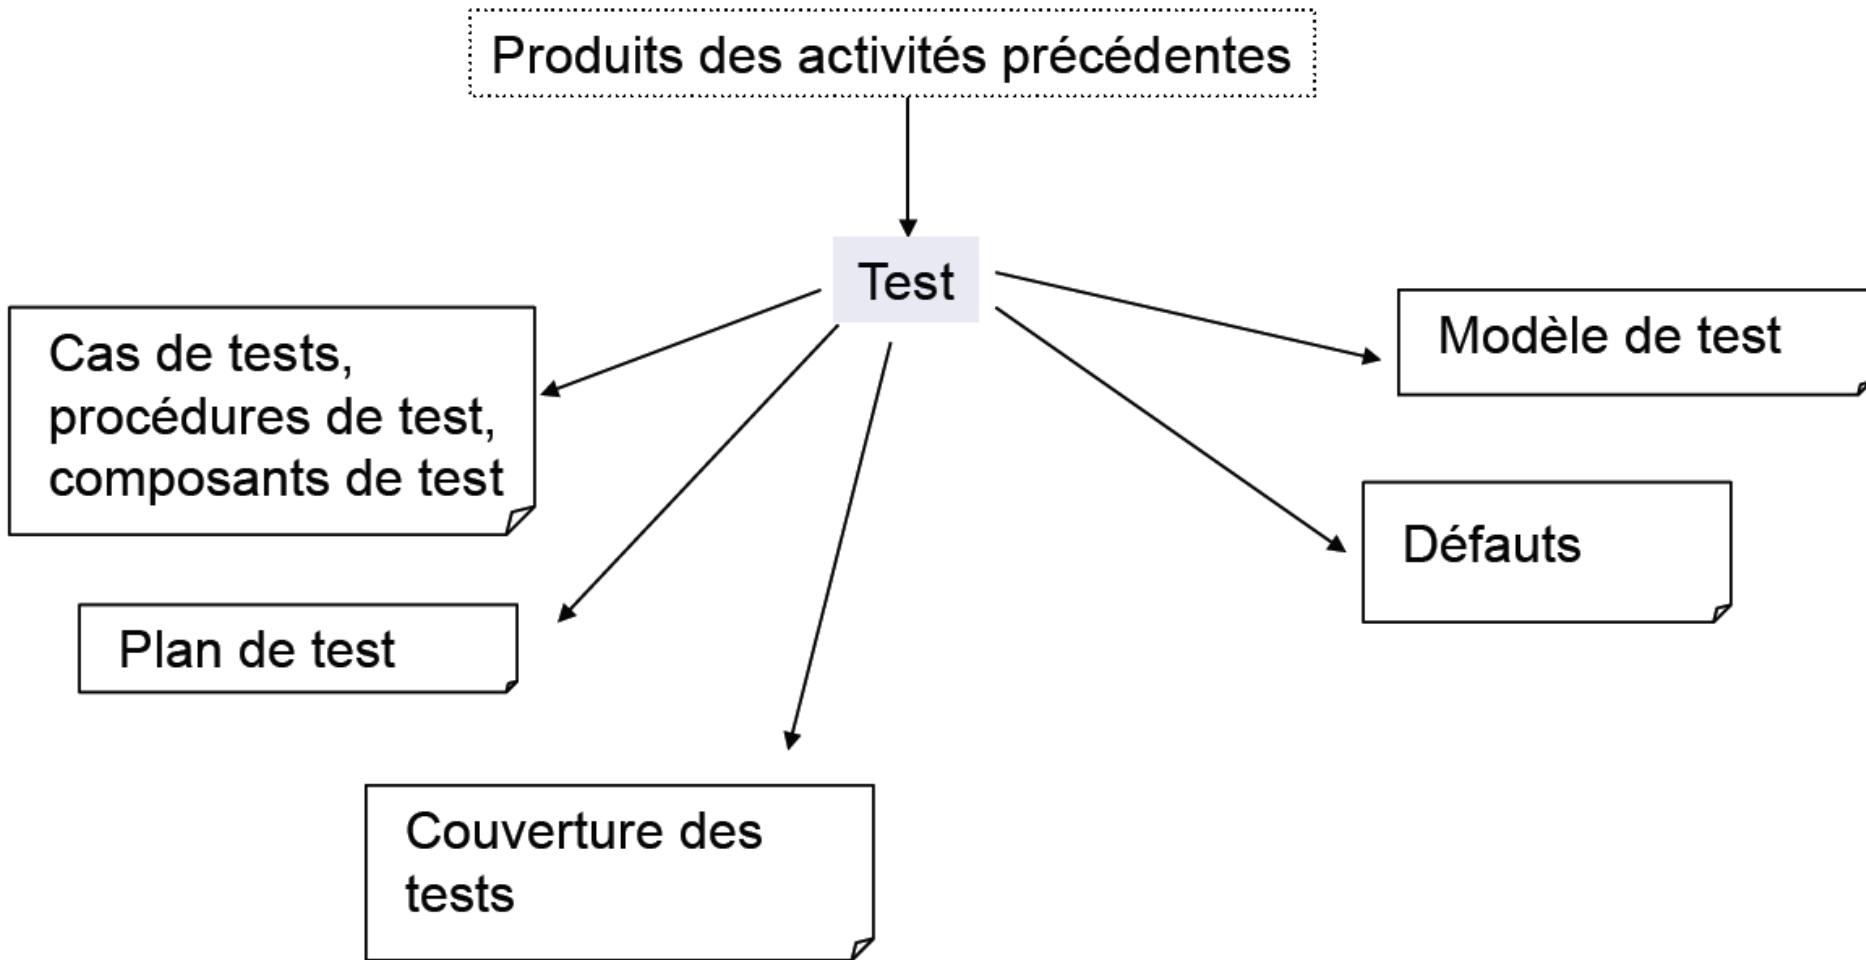 Produits des activités précédentes
Test
Cas de tests,
procédures de test,
composants de test
Modèle de test
Défauts
Plan de test
Couverture des
tests